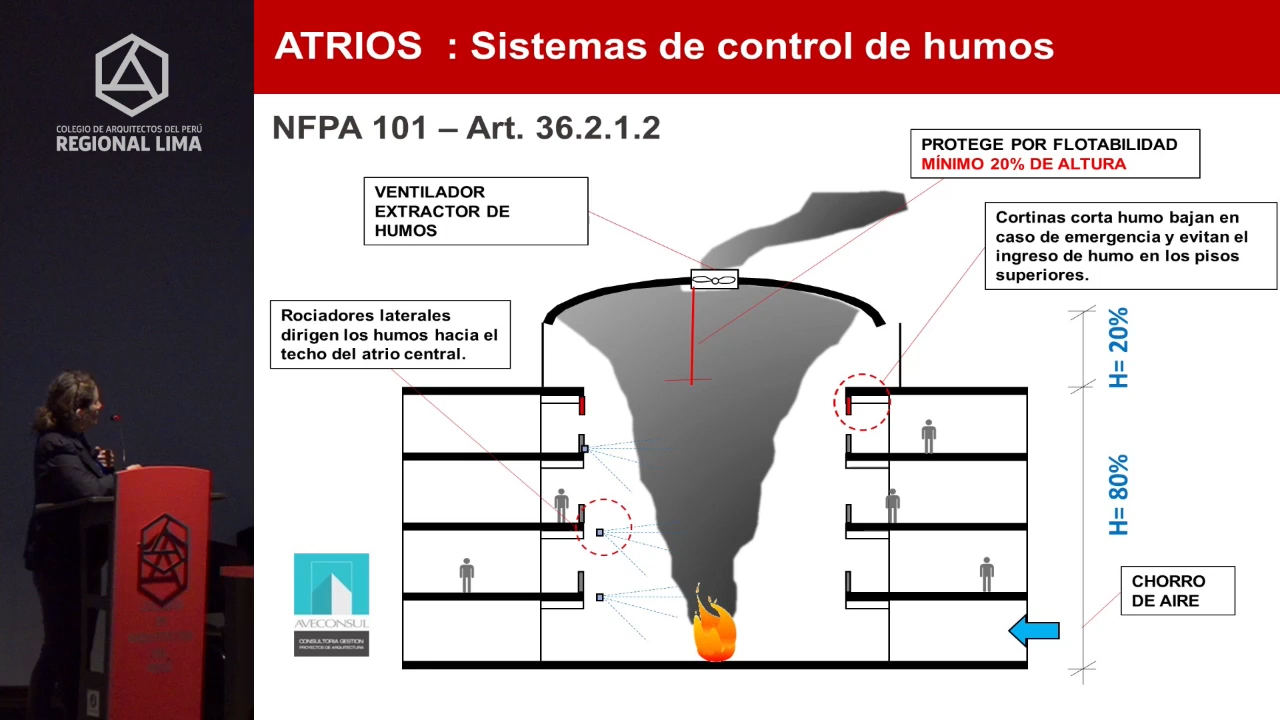 COLEGIO DE ARQUITECTOS DEL PERÚ
REGIONAL LIMA
ATRIOS : Sistemas de control de humos
NFPA 101 – Art. 36.2.1.2
PROTEGE POR FLOTABILIDAD
MÍNIMO 20% DE ALTURA
VENTILADOR
EXTRACTOR DE
HUMOS
Cortinas corta humo bajan en
caso de emergencia y evitan el
ingreso de humo en los pisos
superiores.
Rociadores laterales
dirigen los humos hacia el
techo del atrio central.
H= 20%
H= 80%
CHORRO
DE AIRE
AVECONSUL
CONSULTORIA GESTION
PROYECTOS DE ARQUITECTURA